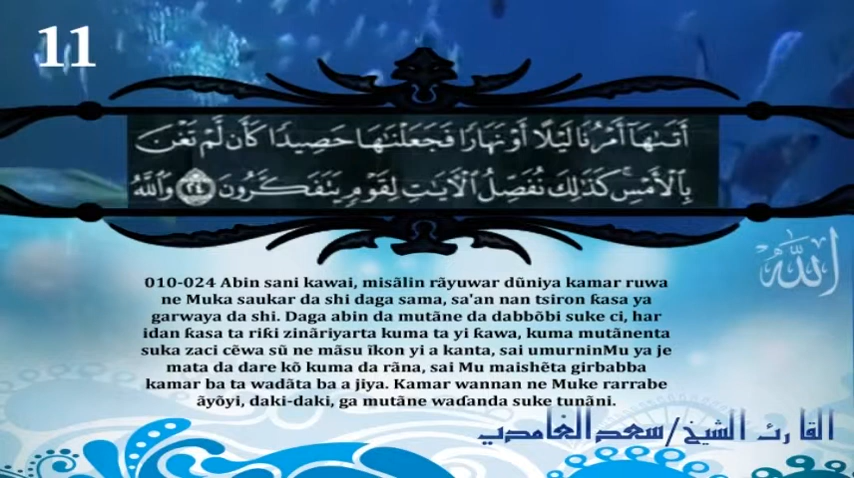 11
أَتَىٰهَآ أَمْرُنَا لَيْلًا أَوْ نَهَارًا فَجَعَلْنَٰهَا حَصِيدًا كَأَن لَّمْ تَغْنَ
بِٱلْأَمْسِ ۚ كَذَٰلِكَ نُفَصِّلُ ٱلْءَايَٰتِ لِقَوْمٍ يَتَفَكَّرُونَ ٢٤ وَٱللَّهُ
الله
010-024 Abin sani kawai, misãlin rãyuwar dũniya kamar ruwa
ne Muka saukar da shi daga sama, sa'an nan tsiron ƙasa ya
garwaya da shi. Daga abin da mutãne da dabbõbi suke ci, har
idan ƙasa ta riƙi zinãriyarta kuma ta yi ƙawa, kuma mutãnenta
suka zaci cẽwa sũ ne mãsu ĩkon yi a kanta, sai umurninMu ya je
mata da dare kõ kuma da rãna, sai Mu maishẽta girbabba
kamar ba ta wadãta ba a jiya. Kamar wannan ne Muke rarrabe
ãyõyi, daki-daki, ga mutãne waɗanda suke tunãni.
القارئ الشيخ/سعد الغامدي